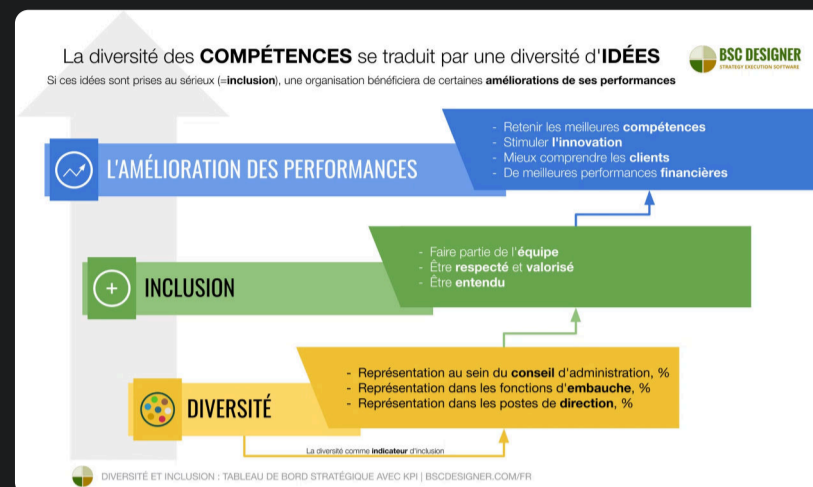 La diversité des COMPÉTENCES se traduit par une diversité d'IDÉES
BSC DESIGNER
STRATEGY EXECUTION SOFTWARE
Si ces idées sont prises au sérieux (=inclusion), une organisation bénéficiera de certaines améliorations de ses performances
L'AMÉLIORATION DES PERFORMANCES
- Retenir les meilleures compétences
- Stimuler l'innovation
- Mieux comprendre les clients
- De meilleures performances financières
INCLUSION
- Faire partie de l'équipe
- Être respecté et valorisé
- Être entendu
DIVERSITÉ
- Représentation au sein du conseil d'administration, %
- Représentation dans les fonctions d'embauche, %
- Représentation dans les postes de direction, %
La diversité comme indicateur d'inclusion
DIVERSITÉ ET INCLUSION : TABLEAU DE BORD STRATÉGIQUE AVEC KPI | BSCDESIGNER.COM/FR